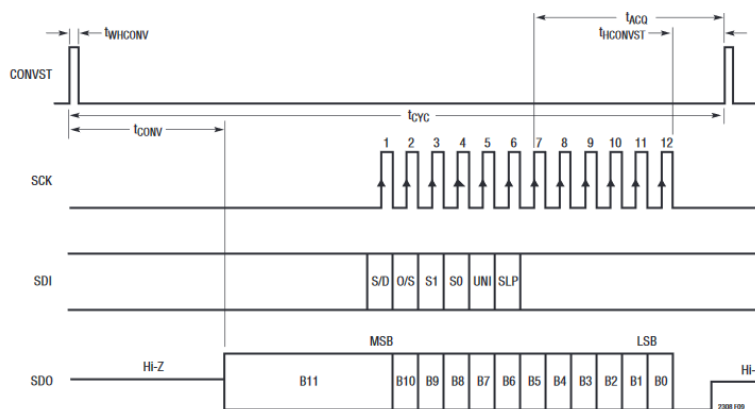 tACQ
tWHCONV
tHCONVST
CONVST
tCYC
tCONV
1 2 3 4 5 6 7 8 9 10 11 12
SCK
SDI
S/D O/S S1 S0 UNI SLP
MSB LSB
Hi-Z
Hi-
SDO
B11 B10 B9 B8 B7 B6 B5 B4 B3 B2 B1 B0